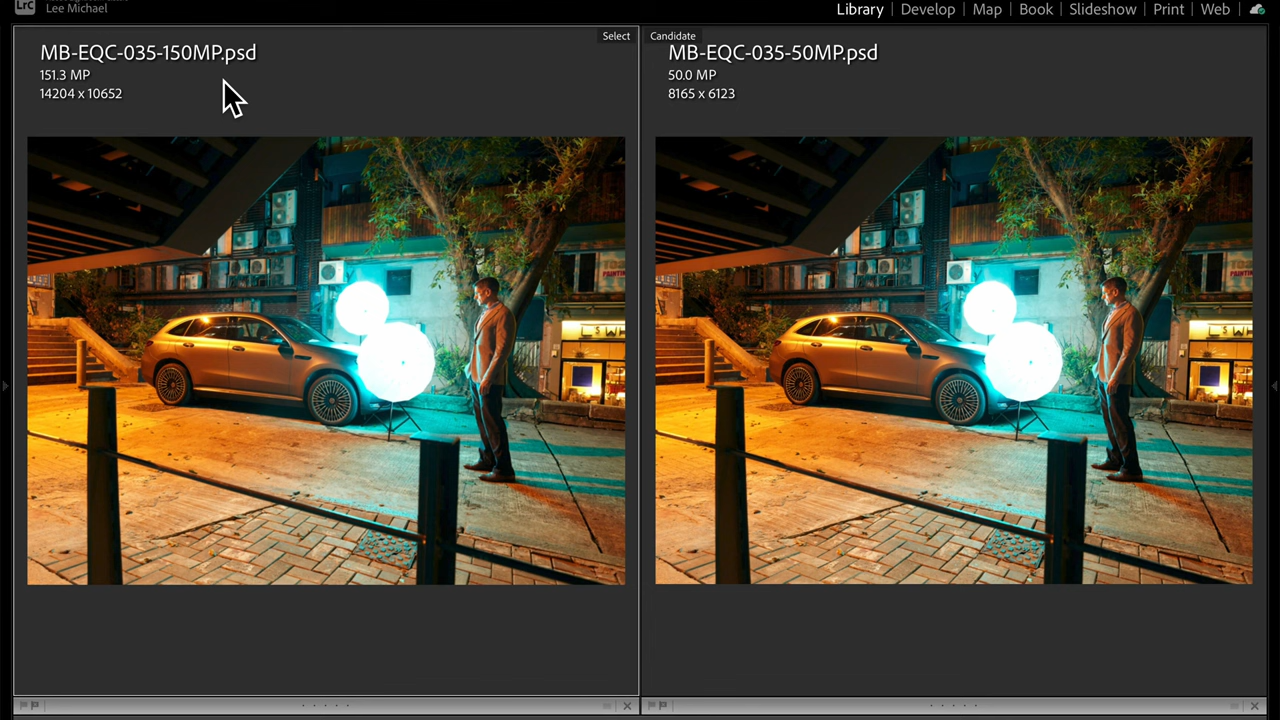 LrC
Lee Michael
Library | Develop | Map | Book | Slideshow | Print | Web
Select
MB-EQC-035-150MP.psd
151.3 MP
14204 x 10652
Candidate
MB-EQC-035-50MP.psd
50.0 MP
8165 x 6123